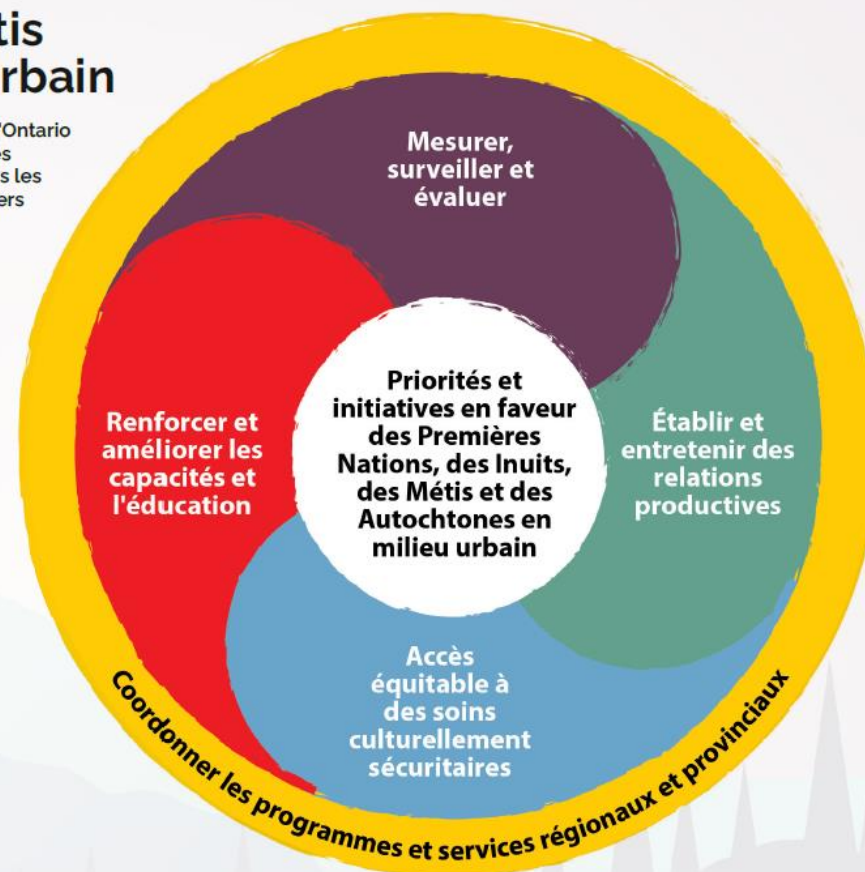 tis
rbain
'Ontario
es
s les
ers
Mesurer,
surveiller et
évaluer
Renforcer et
améliorer les
capacités et
l'éducation
Priorités et
initiatives en faveur
des Premières
Nations, des Inuits,
des Métis et des
Autochtones en
milieu urbain
Établir et
entretenir des
relations
productives
Accès
équitable à
des soins
culturellement
sécuritaires
Coordonner les programmes et services régionaux et provinciaux